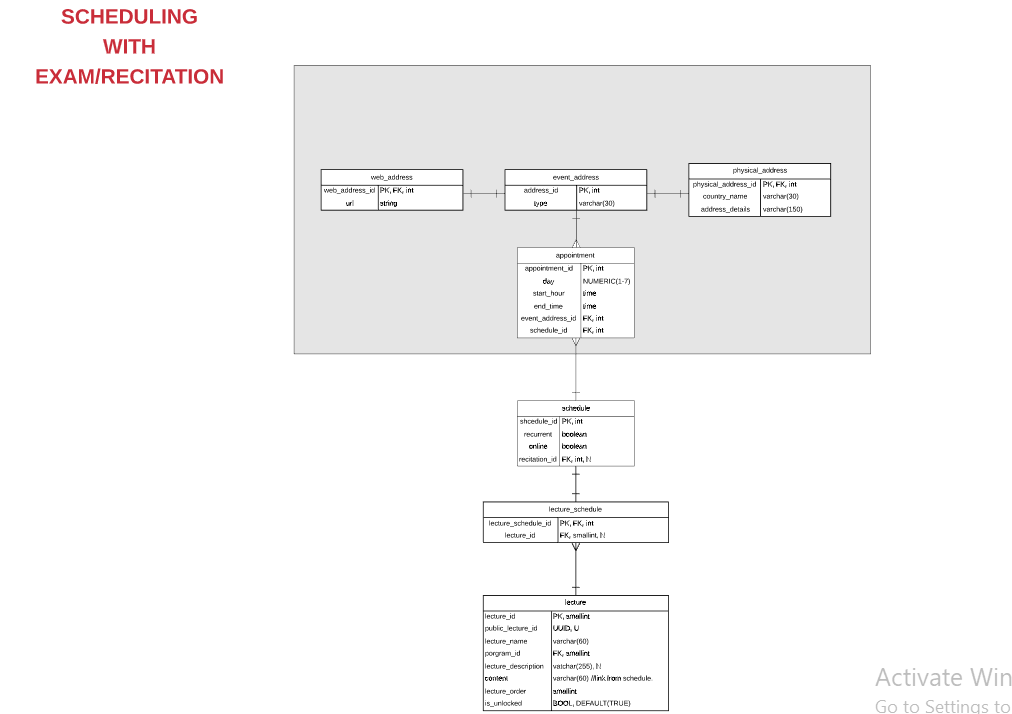 SCHEDULING
WITH
EXAM/RECITATION
web_address
web_address_id PK, FK, int
url string
event_address
address_id PK, int
type varchar(30)
physical_address
physical_address_id PK, FK, int
country_name varchar(30)
address_details varchar(150)
appointment
appointment_id PK, int
day NUMERIC(1-7)
start_hour time
end_time time
event_address_id FK, int
schedule_id FK, int
schedule
shcedule_id PK, int
recurrent boolean
online boolean
recitation_id FK, int, N
lecture_schedule
lecture_schedule_id PK, FK, int
lecture_id FK, smallint, N
lecture
lecture_id PK, smallint
public_lecture_id UUID, U
lecture_name varchar(60)
porgram_id FK, smallint
lecture_description vatchar(255), N
content varchar(60) //link from schedule.
lecture_order smallint
is_unlocked BOOL, DEFAULT(TRUE)
Activate Win
Go to Settings to